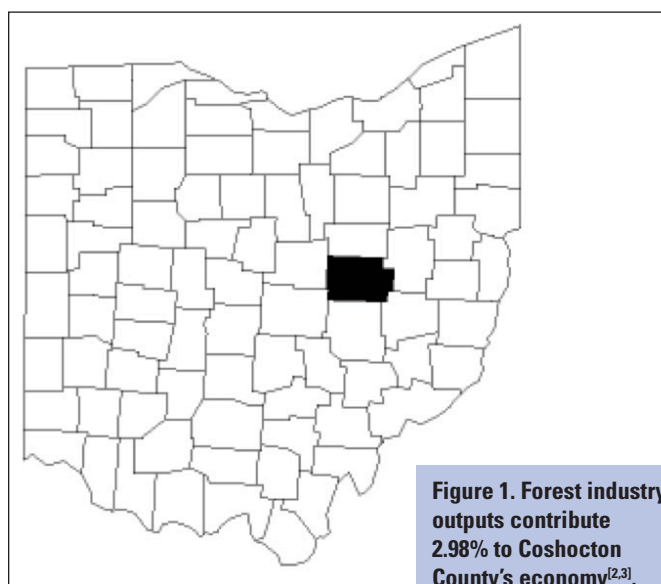 Figure 1. Forest industry
outputs contribute
2.98% to Coshocton
County's economy[2,3].